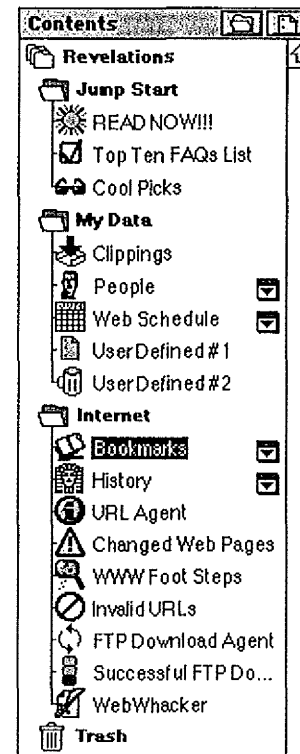 Contents
Revelations
Jump Start
READ NOW!!!
Top Ten FAQs List
Cool Picks
My Data
Clippings
People
Web Schedule
UserDefined #1
UserDefined #2
Internet
Bookmarks
History
URL Agent
Changed Web Pages
WWW Foot Steps
Invalid URLs
FTP Download Agent
Successful FTP Do...
WebWhacker
Trash